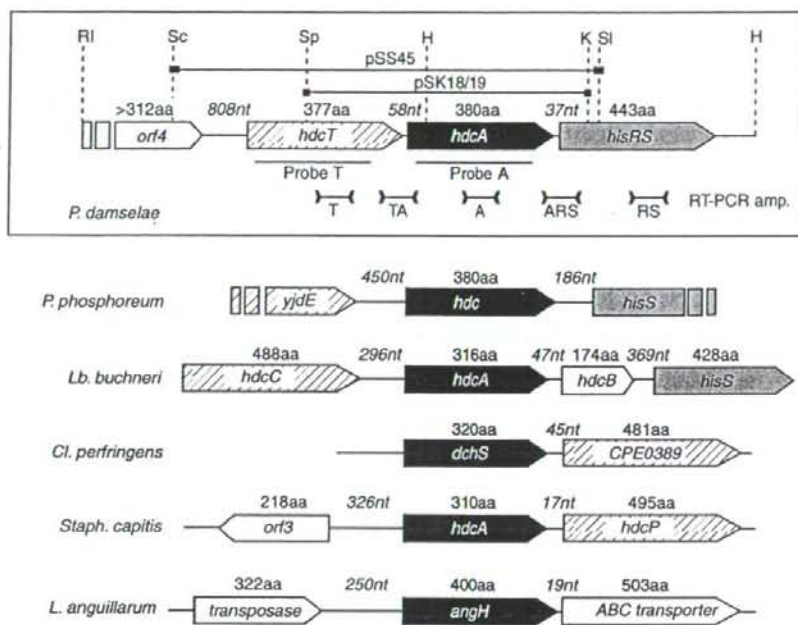 RI Sc Sp H K Sl H
pSS45
pSK18/19
>312aa 808nt 377aa 58nt 380aa 37nt 443aa
orf4 hdcT hdcA hisRS
Probe T Probe A
T TA A ARS RS RT-PCR amp.
P. damselae
450nt 380aa 186nt
P. phosphoreum yjdE hdc hisS
488aa 296nt 316aa 47nt 174aa 369nt 428aa
Lb. buchneri hdcC hdcA hdcB hisS
320aa 45nt 481aa
Cl. perfringens dchS CPE0389
218aa 326nt 310aa 17nt 495aa
Staph. capitis orf3 hdcA hdcP
322aa 250nt 400aa 19nt 503aa
L. anguillarum transposase angH ABC transporter